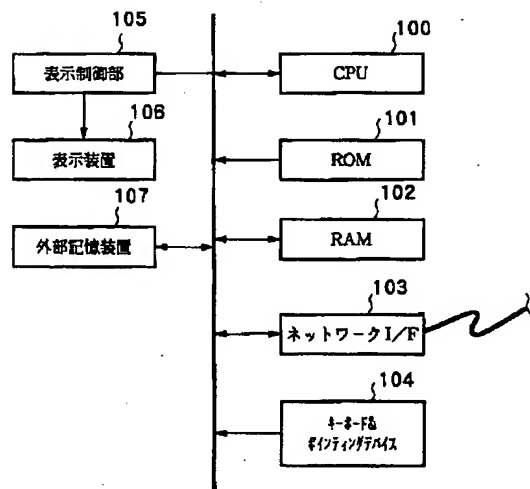 105
表示制御部
106
表示装置
107
外部記憶装置
100
CPU
101
ROM
102
RAM
103
ネットワークI/F
104
ｷｰﾎﾞｰﾄﾞ&
ﾎﾟｲﾝﾃｨﾝｸﾞﾃﾞﾊﾞｲｽ